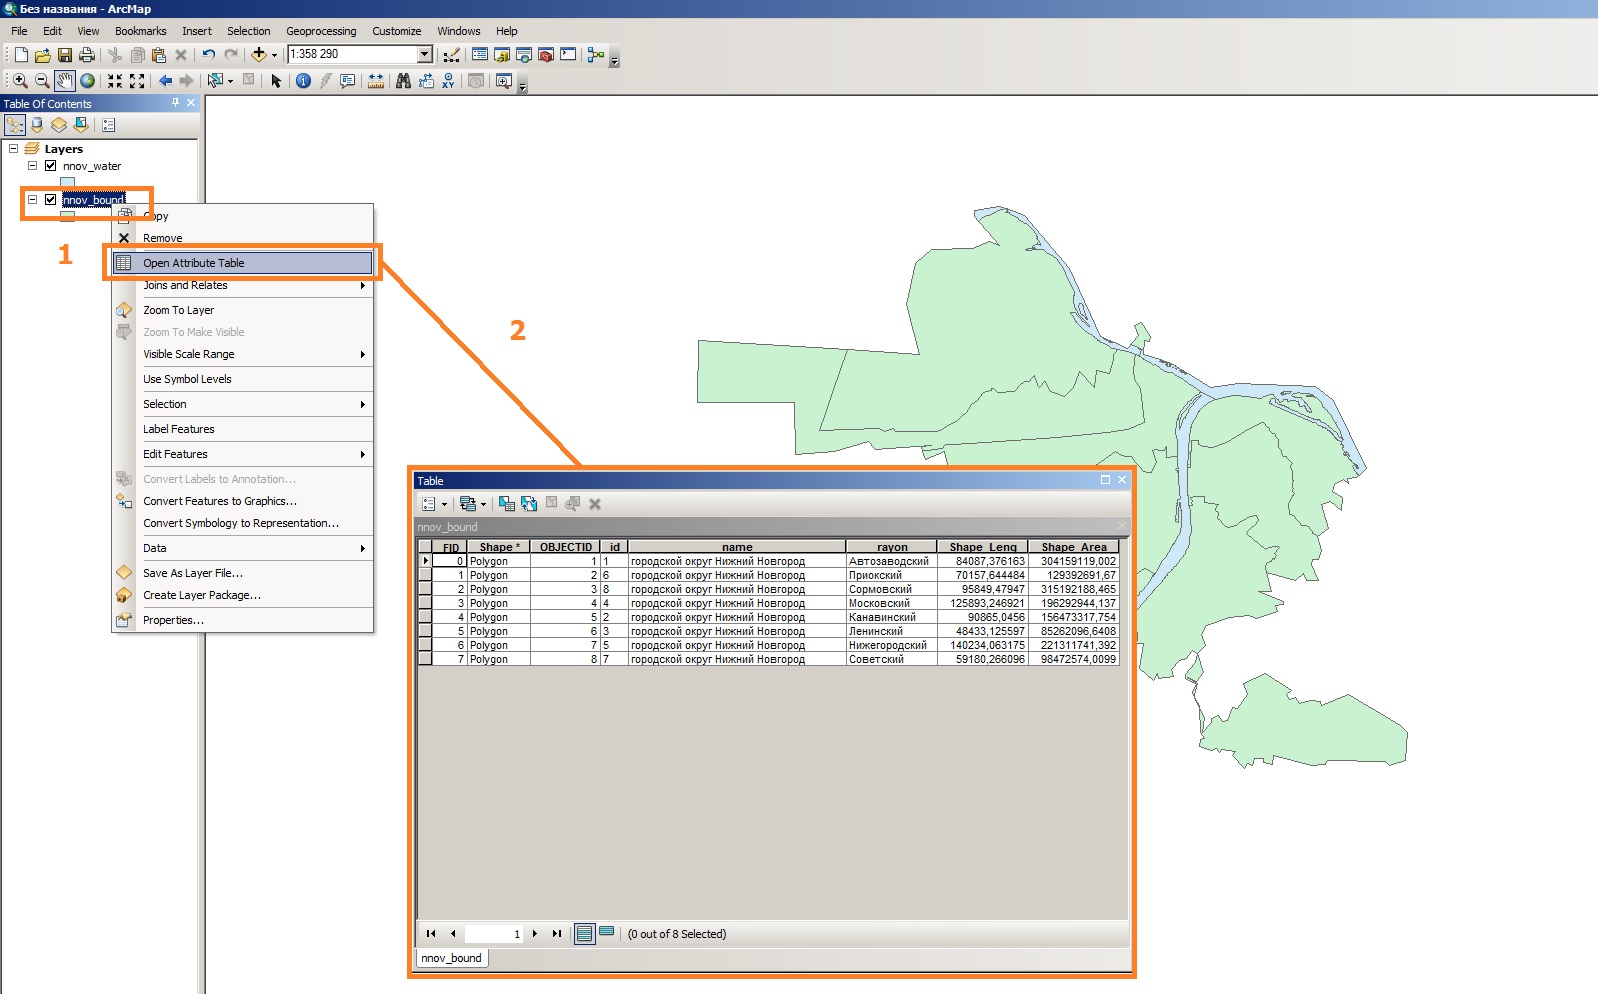 Без названия - ArcMap
File Edit View Bookmarks Insert Selection Geoprocessing Customize Windows Help
1:358 290
Table Of Contents
Layers
nnov_water
nnov_bound
1
Copy
Remove
Open Attribute Table
Joins and Relates
Zoom To Layer
Zoom To Make Visible
Visible Scale Range
Use Symbol Levels
Selection
Label Features
Edit Features
Convert Labels to Annotation...
Convert Features to Graphics...
Convert Symbology to Representation...
Data
Save As Layer File...
Create Layer Package...
Properties...
2
Table
nnov_bound
FID Shape * OBJECTID id name rayon Shape_Leng Shape_Area
0 Polygon 1 1 городской округ Нижний Новгород Автозаводский 84087,376163 304159119,002
1 Polygon 2 6 городской округ Нижний Новгород Приокский 70157,644484 129392691,67
2 Polygon 3 8 городской округ Нижний Новгород Сормовский 95849,47947 315192188,465
3 Polygon 4 4 городской округ Нижний Новгород Московский 125893,246921 196292944,137
4 Polygon 5 2 городской округ Нижний Новгород Канавинский 90865,0456 156473317,754
5 Polygon 6 3 городской округ Нижний Новгород Ленинский 48433,125597 85262096,6408
6 Polygon 7 5 городской округ Нижний Новгород Нижегородский 140234,063175 221311741,392
7 Polygon 8 7 городской округ Нижний Новгород Советский 59180,266096 98472574,0099
1 (0 out of 8 Selected)
nnov_bound